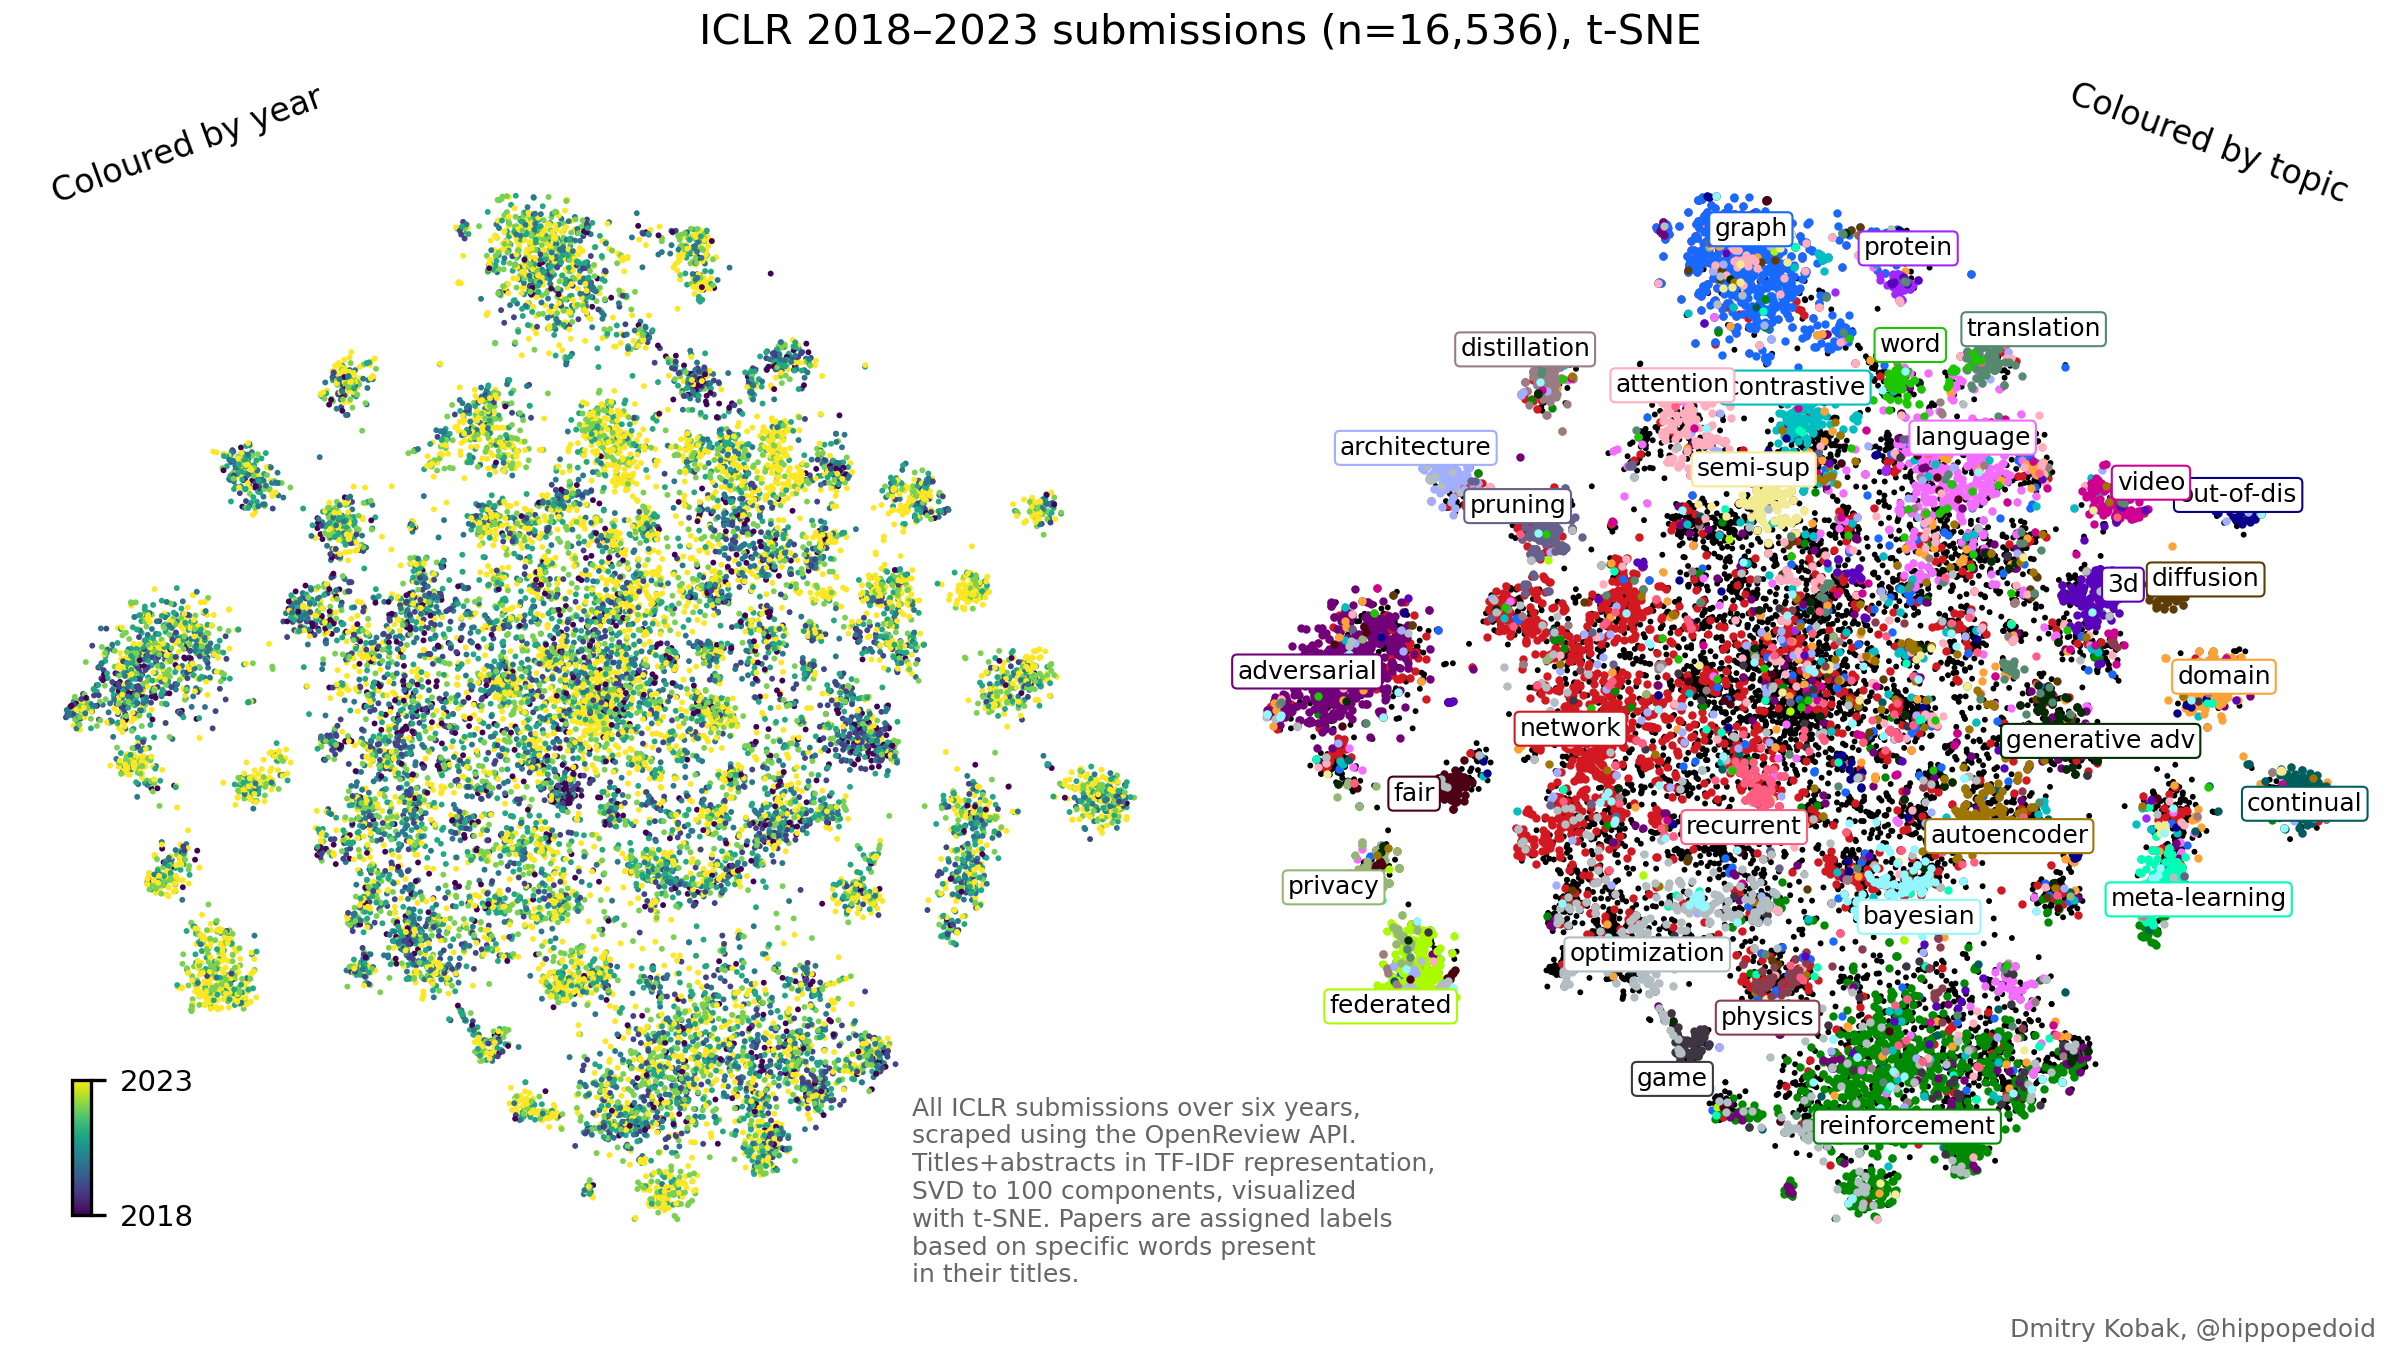 ICLR 2018–2023 submissions (n=16,536), t-SNE
Coloured by year
Coloured by topic
graph
protein
translation
word
distillation
attention
contrastive
language
architecture
semi-sup
video
out-of-dis
pruning
3d
diffusion
adversarial
domain
network
generative adv
fair
continual
recurrent
autoencoder
privacy
meta-learning
bayesian
optimization
federated
physics
game
reinforcement
2023
2018
All ICLR submissions over six years,
scraped using the OpenReview API.
Titles+abstracts in TF-IDF representation,
SVD to 100 components, visualized
with t-SNE. Papers are assigned labels
based on specific words present
in their titles.
Dmitry Kobak, @hippopedoid